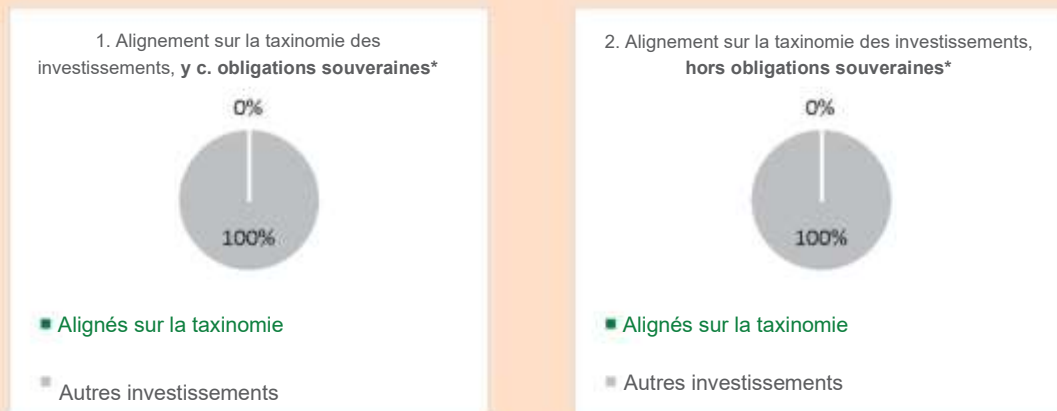 1. Alignement sur la taxinomie des
investissements, y c. obligations souveraines*
0%
100%
Alignés sur la taxinomie
Autres investissements
2. Alignement sur la taxinomie des investissements,
hors obligations souveraines*
0%
100%
Alignés sur la taxinomie
Autres investissements